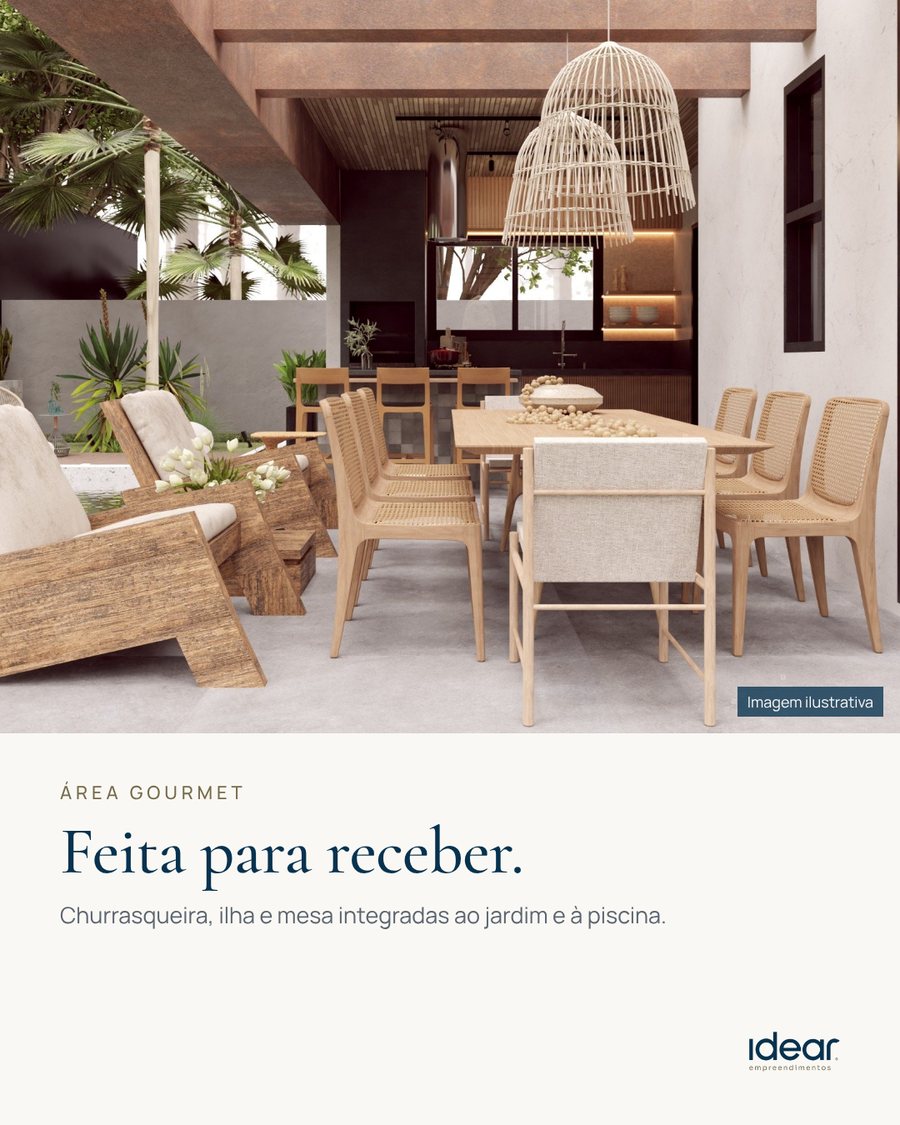 Imagem ilustrativa
ÁREA GOURMET
Feita para receber.
Churrasqueira, ilha e mesa integradas ao jardim e à piscina.
idear
empreendimentos